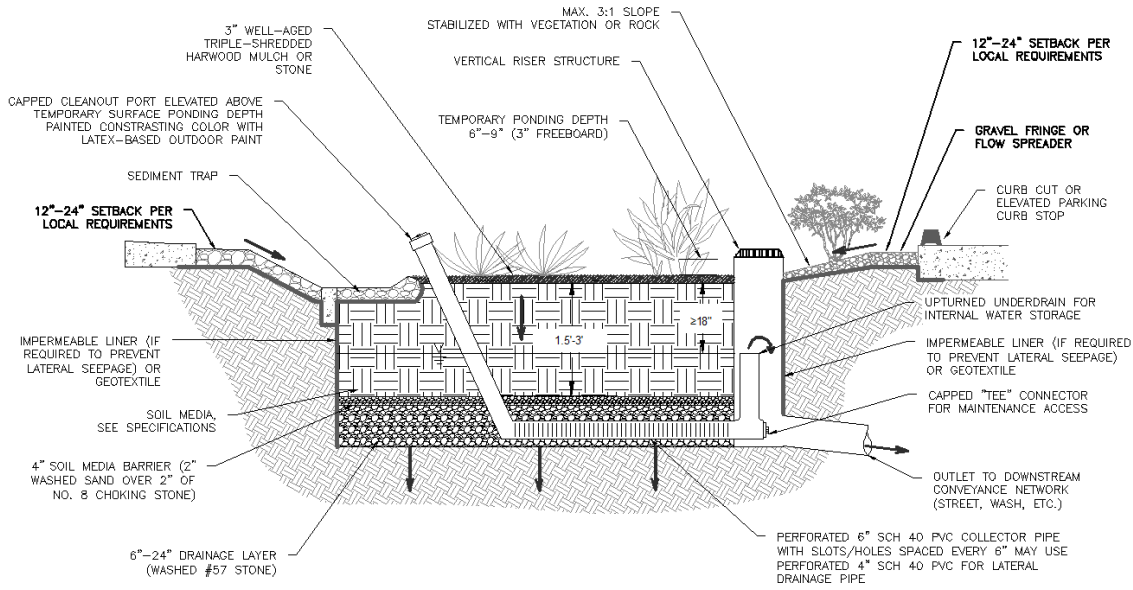 3" WELL-AGED
TRIPLE-SHREDDED
HARWOOD MULCH OR
STONE
CAPPED CLEANOUT PORT ELEVATED ABOVE
TEMPORARY SURFACE PONDING DEPTH
PAINTED CONSTRASTING COLOR WITH
LATEX-BASED OUTDOOR PAINT
SEDIMENT TRAP
12"-24" SETBACK PER
LOCAL REQUIREMENTS
MAX. 3:1 SLOPE
STABILIZED WITH VEGETATION OR ROCK
VERTICAL RISER STRUCTURE
TEMPORARY PONDING DEPTH
6"-9" (3" FREEBOARD)
12"-24" SETBACK PER
LOCAL REQUIREMENTS
GRAVEL FRINGE OR
FLOW SPREADER
CURB CUT OR
ELEVATED PARKING
CURB STOP
≥18"
1.5'-3'
UPTURNED UNDERDRAIN FOR
INTERNAL WATER STORAGE
IMPERMEABLE LINER (IF REQUIRED
TO PREVENT LATERAL SEEPAGE)
OR GEOTEXTILE
CAPPED "TEE" CONNECTOR
FOR MAINTENANCE ACCESS
OUTLET TO DOWNSTREAM
CONVEYANCE NETWORK
(STREET, WASH, ETC.)
IMPERMEABLE LINER (IF
REQUIRED TO PREVENT
LATERAL SEEPAGE) OR
GEOTEXTILE
SOIL MEDIA,
SEE SPECIFICATIONS
4" SOIL MEDIA BARRIER (2"
WASHED SAND OVER 2" OF
NO. 8 CHOKING STONE)
6"-24" DRAINAGE LAYER
(WASHED #57 STONE)
PERFORATED 6" SCH 40 PVC COLLECTOR PIPE
WITH SLOTS/HOLES SPACED EVERY 6" MAY USE
PERFORATED 4" SCH 40 PVC FOR LATERAL
DRAINAGE PIPE